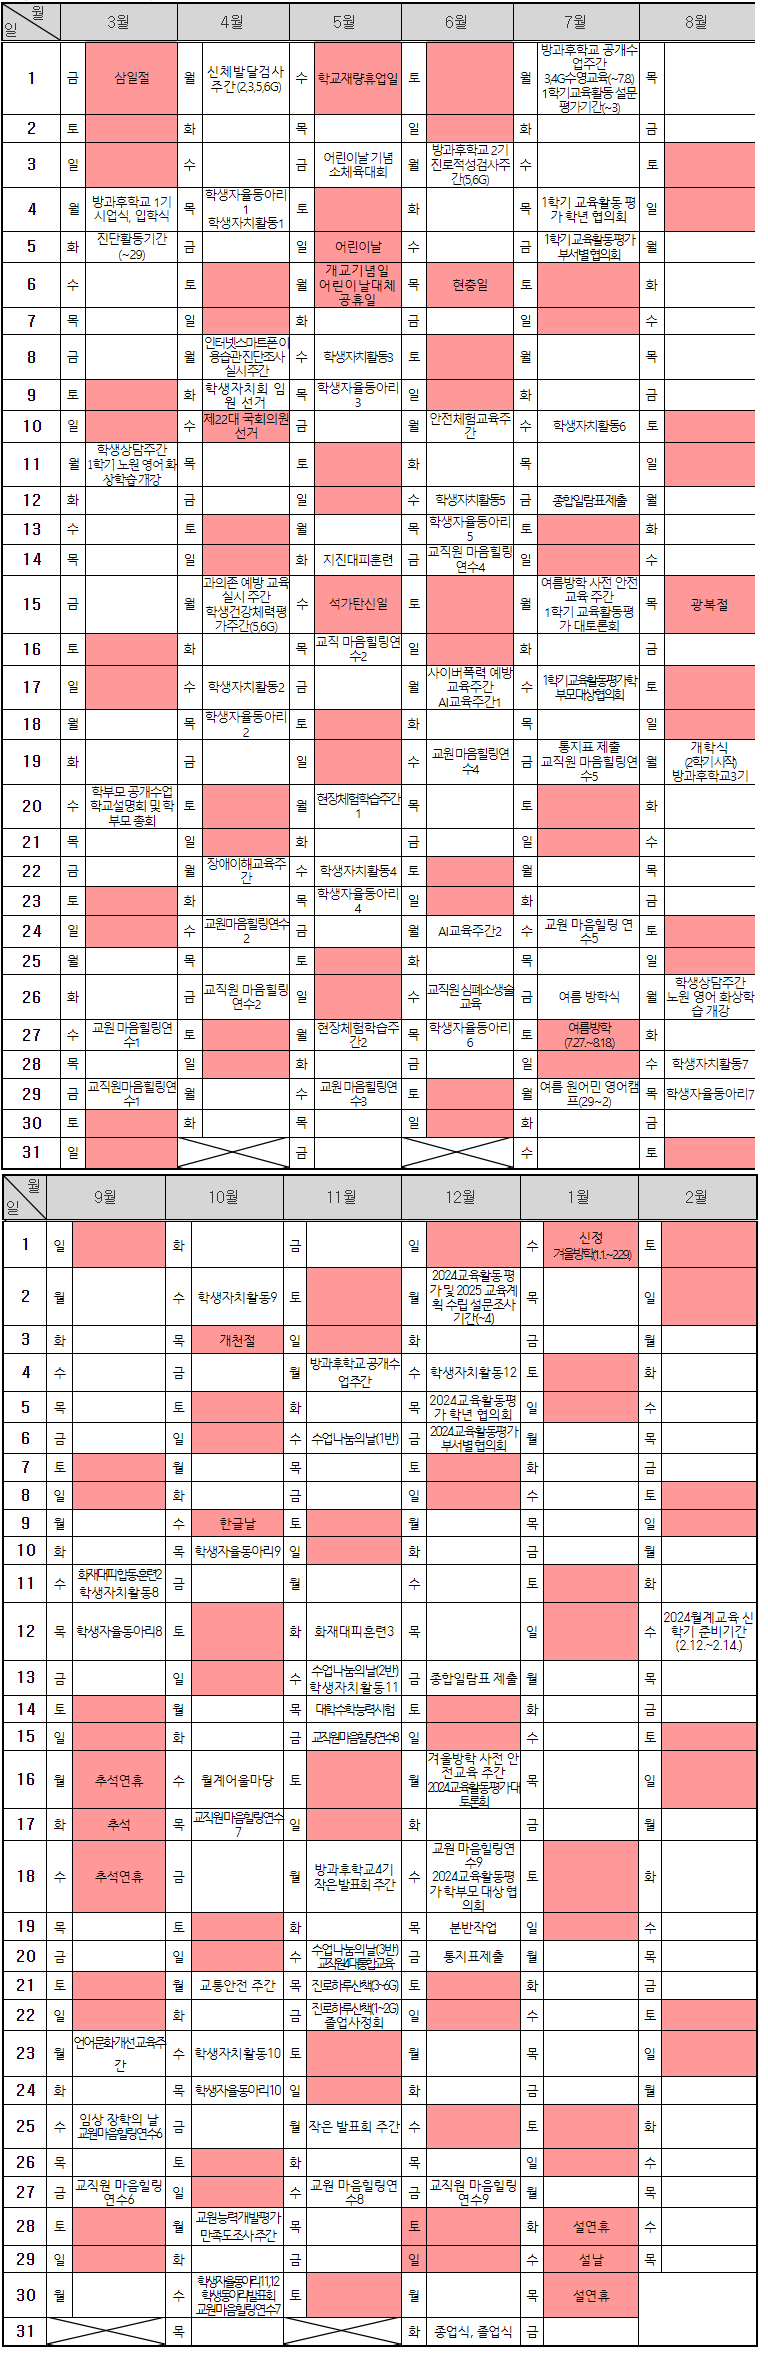 월
일
3월 4월 5월 6월 7월 8월
1 금 삼일절 월 신체발달검사
주간(2,3,5,6G) 수 학교재량휴업일 토 월 방과후학교 공개수
업주간
3,4G수영교육(~7.8.)
1학기교육활동 설문
평가기간(~3) 목
2 토 화 목 일 화 금
3 일 수 금 어린이날 기념
소체육대회 월 방과후학교 2기
진로적성검사주
간(5,6G) 수 토
4 월 방과후학교 1기
시업식, 입학식 목 학생자율동아리
1
학생자치활동1 토 화 목 1학기 교육활동 평
가 학년 협의회 일
5 화 진단활동기간
(~29) 금 일 어린이날 수 금 1학기교육활동평가
부서별협의회 월
6 수 토 월 개교기념일
어린이날대체
공휴일 목 현충일 토 화
7 목 일 화 금 일 수
8 금 월 인터넷스마트폰 이
용습관 진단조사
실시주간 수 학생자치활동3 토 월 목
9 토 화 학생자치회 임
원 선거 목 학생자율동아리
3 일 화 금
10 일 수 제22대 국회의원
선거 금 월 안전체험교육주
간 수 학생자치활동6 토
11 월 학생상담주간
1학기 노원 영어 화
상학습 개강 목 토 화 목 일
12 화 금 일 수 학생자치활동5 금 종합일람표제출 월
13 수 토 월 목 학생자율동아리
5 토 화
14 목 일 화 지진대피훈련 금 교직원 마음힐링
연수4 일 수
15 금 월 과의존 예방 교육
실시 주간
학생건강체력평
가주간(5,6G) 수 석가탄신일 토 월 여름방학 사전 안전
교육 주간
1학기 교육활동평
가 대토론회 목 광복절
16 토 화 목 교직 마음힐링연
수2 일 화 금
17 일 수 학생자치활동2 금 월 사이버폭력 예방
교육주간
AI교육주간1 수 1학기교육활동평가학
부모대상협의회 토
18 월 목 학생자율동아리
2 토 화 목 일
19 화 금 일 수 교원 마음힐링연
수4 금 통지표 제출
교직원 마음힐링연
수5 월 개학식
(2학기시작)
방과후학교3기
20 수 학부모 공개수업
학교설명회 및 학
부모 총회 토 월 현장체험학습주간
1 목 토 화
21 목 일 화 금 일 수
22 금 월 장애이해교육주
간 수 학생자치활동4 토 월 목
23 토 화 목 학생자율동아리
4 일 화 금
24 일 수 교원마음힐링연수
2 금 월 AI교육주간2 수 교원 마음힐링 연
수5 토
25 월 목 토 화 목 일
26 화 금 교직원 마음힐링
연수2 일 수 교직원 심폐소생술
교육 금 여름 방학식 월 학생상담주간
노원 영어 화상학
습 개강
27 수 교원 마음힐링연
수1 토 월 현장체험학습주
간2 목 학생자율동아리
6 토 여름방학
(7.27.~8.18.) 화
28 목 일 화 금 일 수 학생자치활동7
29 금 교직원마음힐링연
수1 월 수 교원 마음힐링연
수3 토 월 여름 원어민 영어캠
프(29~2) 목 학생자율동아리7
30 토 화 목 일 화 금
31 일 금 수 토
월
일
9월 10월 11월 12월 1월 2월
1 일 화 금 일 수 신정
겨울방학(1.1.~2.29) 토
2 월 수 학생자치활동9 토 월 2024교육활동 평
가 및 2025 교육계
획 수립 설문조사
기간(~4) 목 일
3 화 목 개천절 일 화 금 월
4 수 금 월 방과후학교 공개수
업주간 수 학생자치활동12 토 화
5 목 토 화 목 2024교육활동평
가 학년 협의회 일 수
6 금 일 수 수업나눔의날(1반) 금 2024교육활동평가
부서별협의회 월 목
7 토 월 목 토 화 금
8 일 화 금 일 수 토
9 월 수 한글날 토 월 목 일
10 화 목 학생자율동아리9 일 화 금 월
11 수 화재대피합동훈련2
학생자치활동8 금 월 수 토 화
12 목 학생자율동아리8 토 화 화재대피훈련3 목 일 수 2024월계교육 신
학기 준비기간
(2.12.~2.14.)
13 금 일 수 수업나눔의날(2반)
학생자치활동11 금 종합일람표 제출 월 목
14 토 월 목 대학수학능력시험 토 화 금
15 일 화 금 교직원마음힐링연수8 일 수 토
16 월 추석연휴 수 월계어울마당 토 월 겨울방학 사전 안
전교육 주간
2024교육활동평가대
토론회 목 일
17 화 추석 목 교직원마음힐링연수
7 일 화 금 월
18 수 추석연휴 금 월 방과후학교4기
작은발표회 주간 수 교원 마음힐링연
수9
2024교육활동평
가 학부모 대상 협
의회 토 화
19 목 토 화 목 분반작업 일 수
20 금 일 수 수업나눔의날(3반)
교직원4대통합교육 금 통지표제출 월 목
21 토 월 교통안전 주간 목 진로하루산책(3~6G) 토 화 금
22 일 화 금 진로하루산책(1~2G)
졸업사정회 일 수 토
23 월 언어문화개선교육주
간 수 학생자치활동10 토 월 목 일
24 화 목 학생자율동아리10 일 화 금 월
25 수 임상 장학의 날
교원마음힐링연수6 금 월 작은 발표회 주간 수 토 화
26 목 토 화 목 일 수
27 금 교직원 마음힐링
연수6 일 수 교원 마음힐링연
수8 금 교직원 마음힐링
연수9 월 목
28 토 월 교원능력개발평가
만족도조사 주간 목 토 화 설연휴 수
29 일 화 금 일 수 설날 목
30 월 수 학생자율동아리11,12
학생동아리발표회
교원마음힐링연수7 토 월 목 설연휴
31 목 화 종업식, 졸업식 금